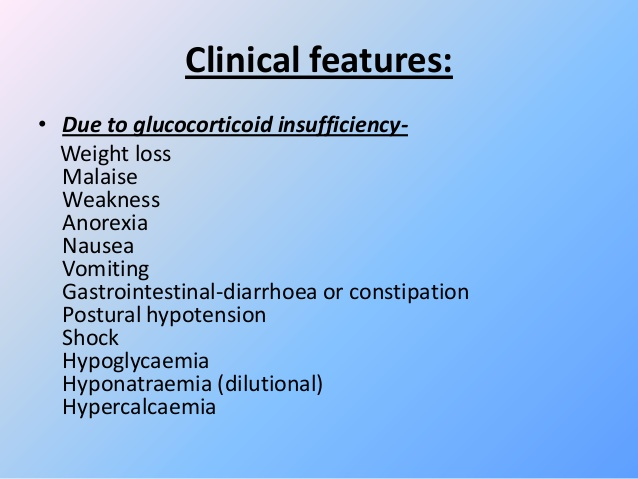 Clinical features:
• Due to glucocorticoid insufficiency-
Weight loss
Malaise
Weakness
Anorexia
Nausea
Vomiting
Gastrointestinal-diarrhoea or constipation
Postural hypotension
Shock
Hypoglycaemia
Hyponatraemia (dilutional)
Hypercalcaemia